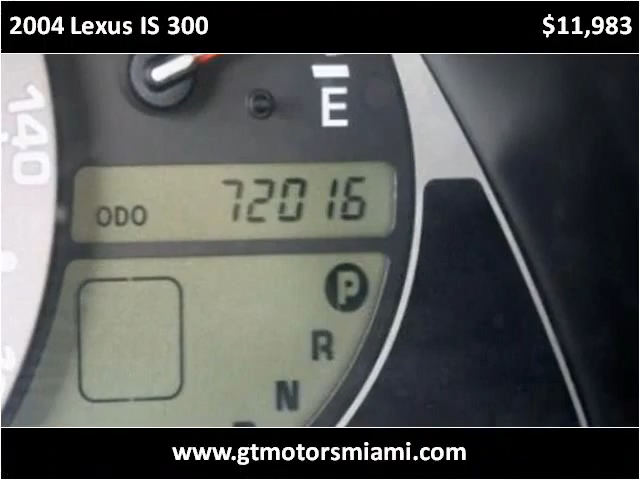 2004 Lexus IS 300 $11,983
140
E
ODO 72016
P
R
N
www.gtmotorsmiami.com